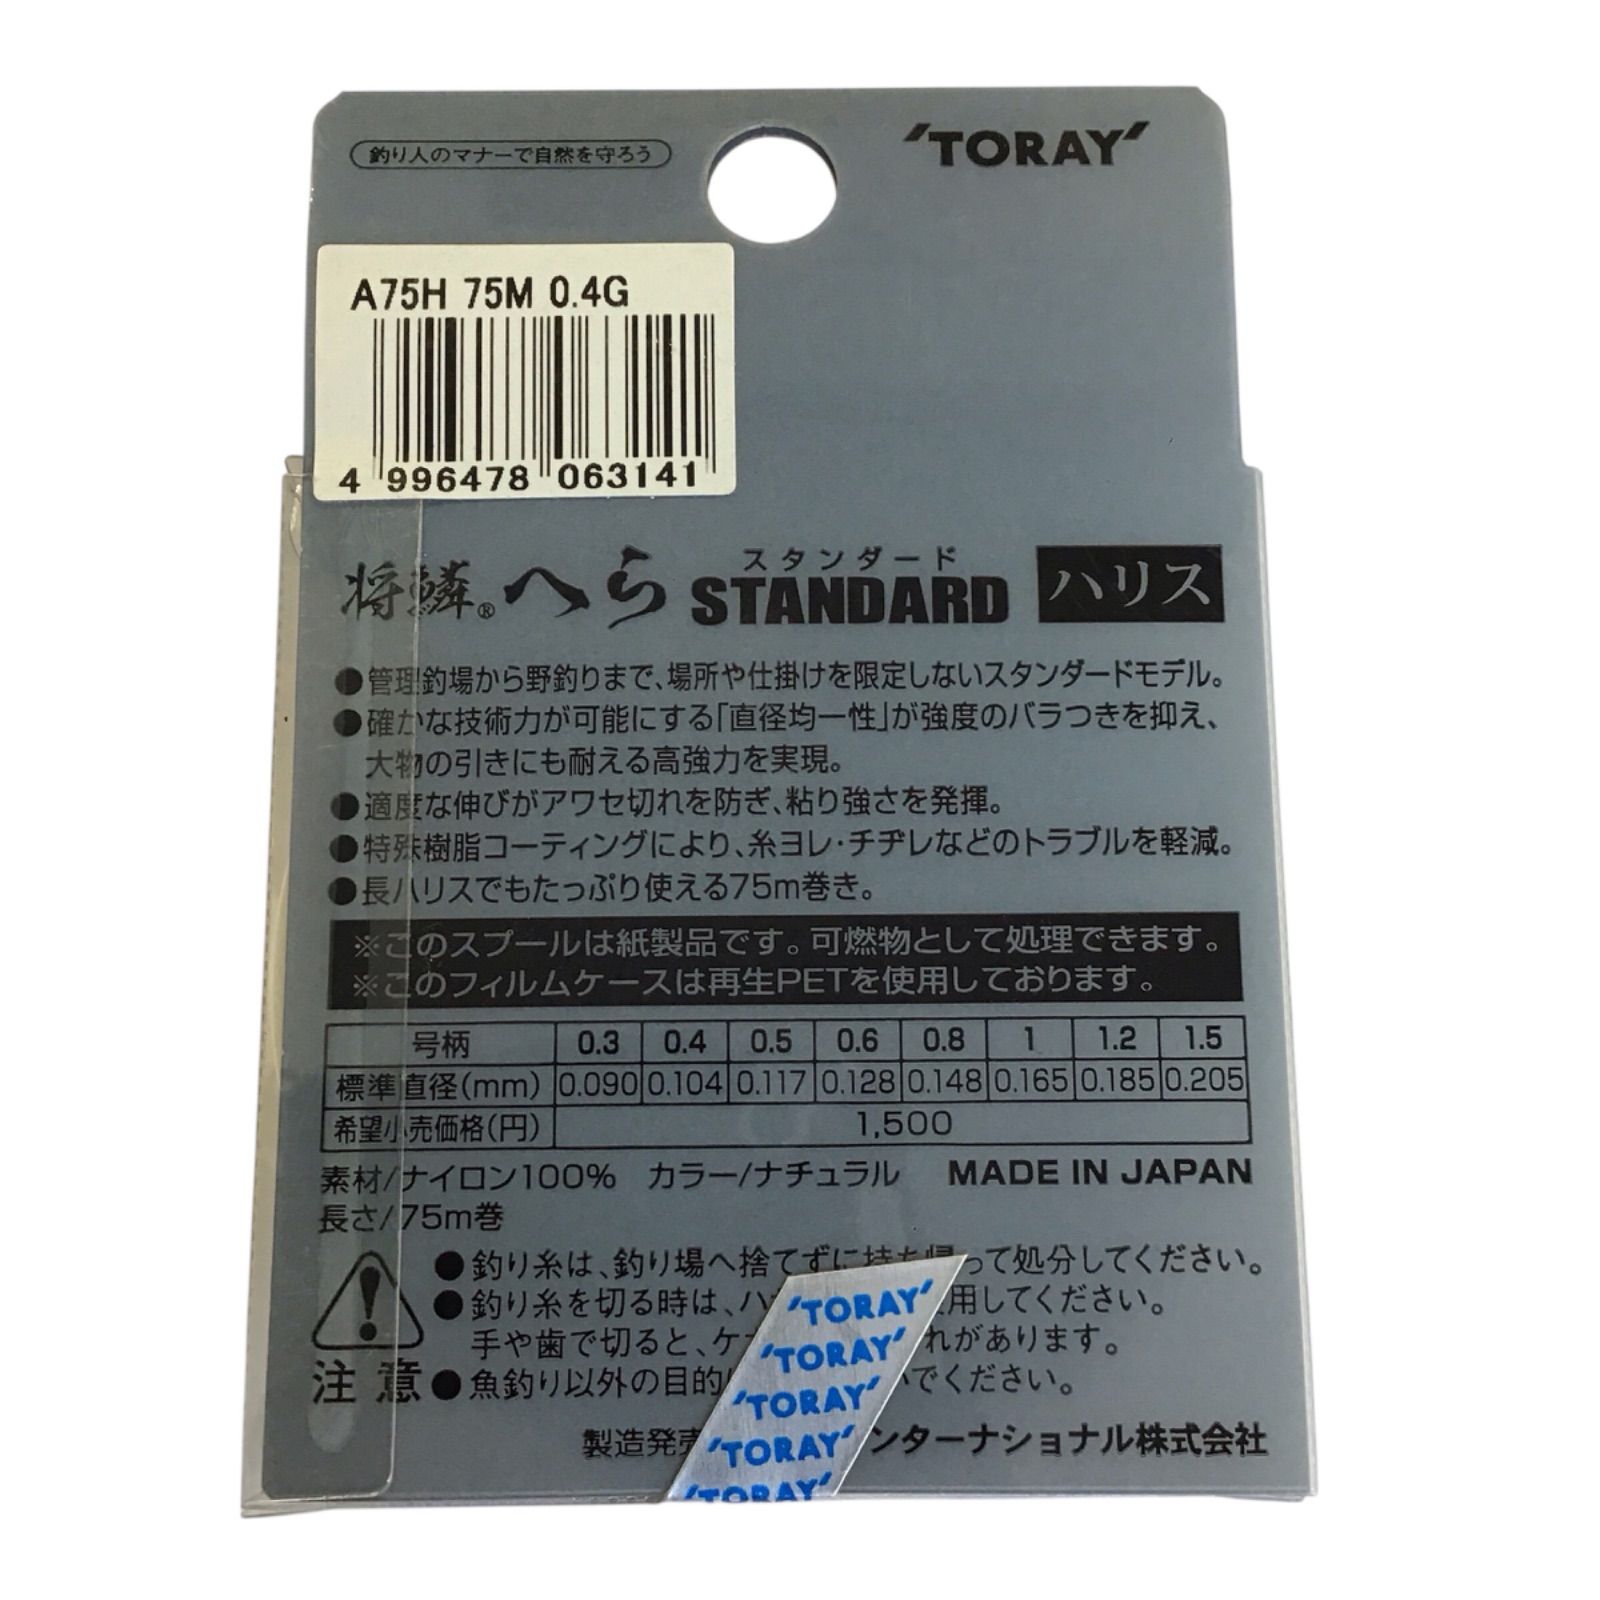 釣り人のマナーで自然を守ろう
'TORAY'
A75H 75M 0.4G
4 996478 063141
将鱗® へら STANDARD ハリス
スタンダード
●管理釣場から野釣りまで、場所や仕掛けを限定しないスタンダードモデル。
●確かな技術力が可能にする「直径均一性」が強度のバラつきを抑え、
大物の引きにも耐える高強力を実現。
●適度な伸びがアワセ切れを防ぎ、粘り強さを発揮。
●特殊樹脂コーティングにより、糸ヨレ・チヂレなどのトラブルを軽減。
●長ハリスでもたっぷり使える75m巻き。
※このスプールは紙製品です。可燃物として処理できます。
※このフィルムケースは再生PETを使用しております。
号柄 0.3 0.4 0.5 0.6 0.8 1 1.2 1.5
標準直径(mm) 0.090 0.104 0.117 0.128 0.148 0.165 0.185 0.205
希望小売価格(円) 1,500
素材/ナイロン100% カラー/ナチュラル MADE IN JAPAN
長さ/75m巻
●釣り糸は、釣り場へ捨てずに持ち帰って処分してください。
●釣り糸を切る時は、ハ 用してください。
手や歯で切ると、ケ れがあります。
注意 ●魚釣り以外の目的 でください。
製造発売 ンターナショナル株式会社
'TORAY'
'TORAY'
'TORAY'
'TORAY'
'TORAY'